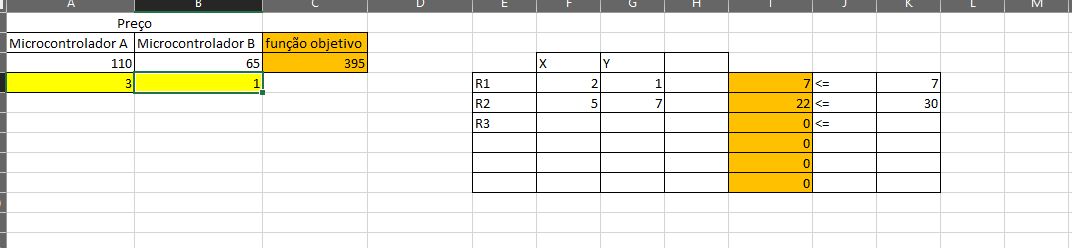 A B C D E F G H I J K L M
Preço
Microcontrolador A Microcontrolador B função objetivo
110 65 395 X Y
3 1 R1 2 1 7 <= 7
R2 5 7 22 <= 30
R3 0 <=
0
0
0